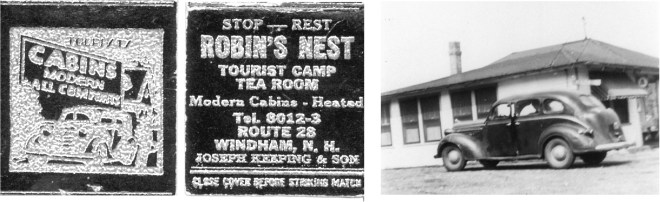 CABINS
MODERN
ALL COMFORTS
STOP — REST
ROBIN'S NEST
TOURIST CAMP
TEA ROOM
Modern Cabins - Heated
Tel. 8012-3
ROUTE 28
WINDHAM, N. H.
JOSEPH KEEPING & SON
CLOSE COVER BEFORE STRIKING MATCH